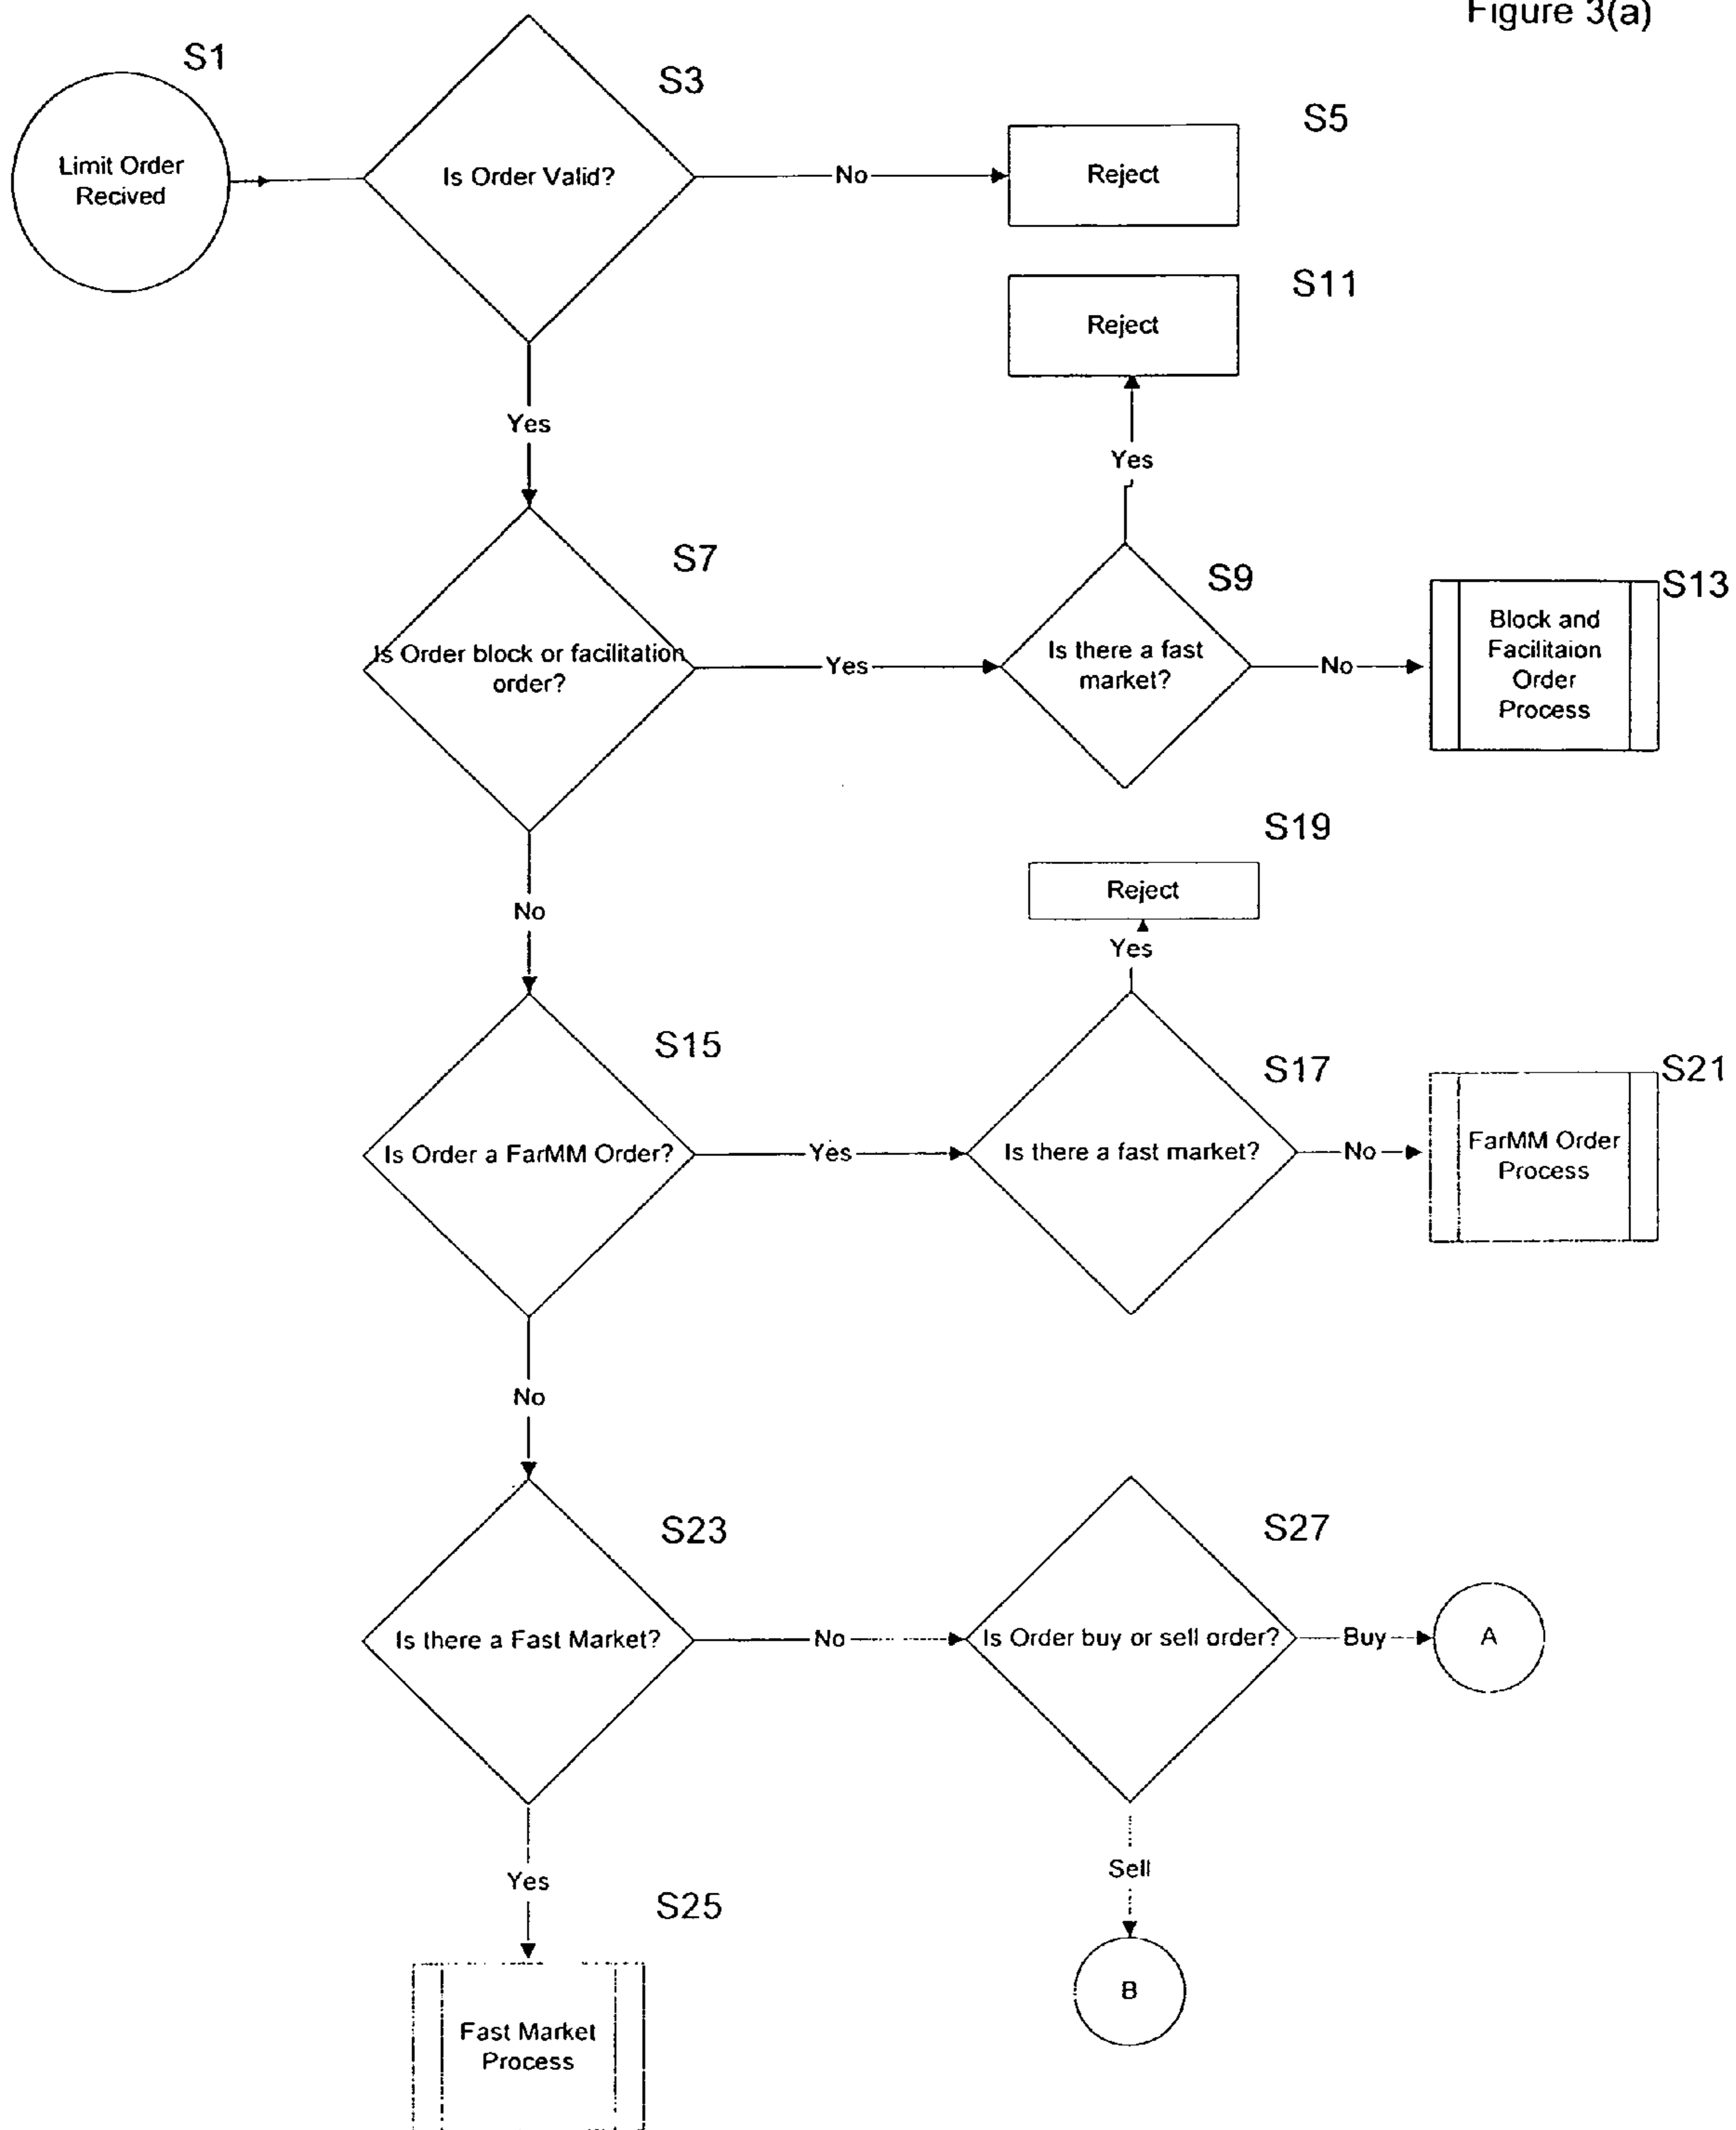 Figure 3(a)
S1
S3
S5
Limit Order
Recived
Is Order Valid?
No
Reject
S11
Reject
Yes
Yes
S7
S9
S13
Is Order block or facilitation
order?
Yes
Is there a fast
market?
No
Block and
Facilitaion
Order
Process
S19
Reject
No
Yes
S15
S17
S21
Is Order a FarMM Order?
Yes
Is there a fast market?
No
FarMM Order
Process
No
S23
S27
Is there a Fast Market?
No
Is Order buy or sell order?
Buy
A
Yes
Sell
S25
B
Fast Market
Process